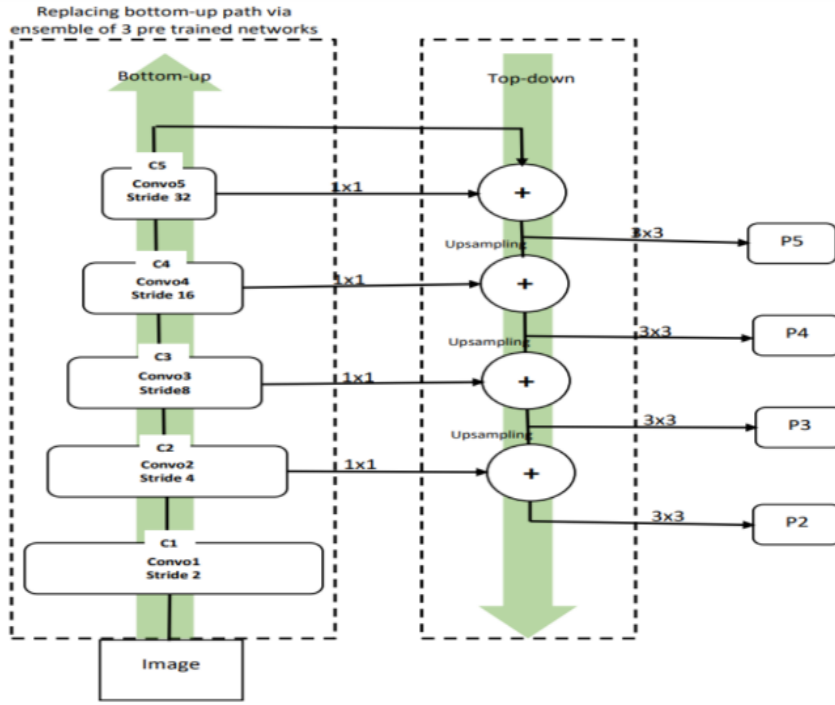 Replacing bottom-up path via
ensemble of 3 pre trained networks
Bottom-up
Top-down
C5
Convo5
Stride 32
1x1
+
3x3
P5
Upsampling
C4
Convo4
Stride 16
1x1
+
3x3
P4
Upsampling
C3
Convo3
Stride8
1x1
+
3x3
P3
Upsampling
C2
Convo2
Stride 4
1x1
+
3x3
P2
C1
Convo1
Stride 2
Image